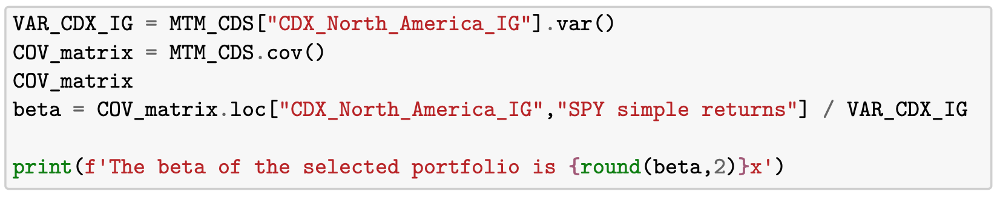 VAR_CDX_IG = MTM_CDS["CDX_North_America_IG"].var()
COV_matrix = MTM_CDS.cov()
COV_matrix
beta = COV_matrix.loc["CDX_North_America_IG","SPY simple returns"] / VAR_CDX_IG
print(f'The beta of the selected portfolio is {round(beta,2)}x')